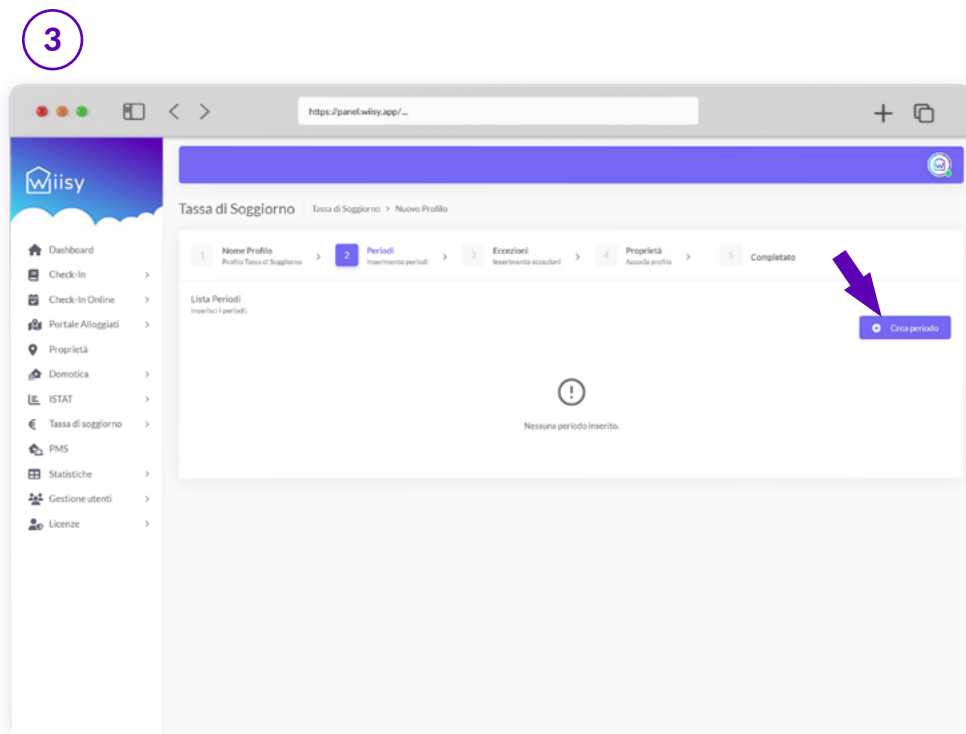 3
https://panel.wiisy.app/...
wiisy
Tassa di Soggiorno
Tassa di Soggiorno > Nuovo Profilo
Dashboard
Check-In
Check-In Online
Portale Alloggiati
Proprietà
Domotica
ISTAT
Tassa di soggiorno
PMS
Statistiche
Gestione utenti
Licenze
1 Nome Profilo
Profilo Tassa di Soggiorno
2 Periodi
Inserimento periodi
3 Eccezioni
Inserimento eccezioni
4 Proprietà
Associa profilo
5 Completato
Lista Periodi
Inserisci i periodi.
Crea periodo
Nessuna periodo inserito.